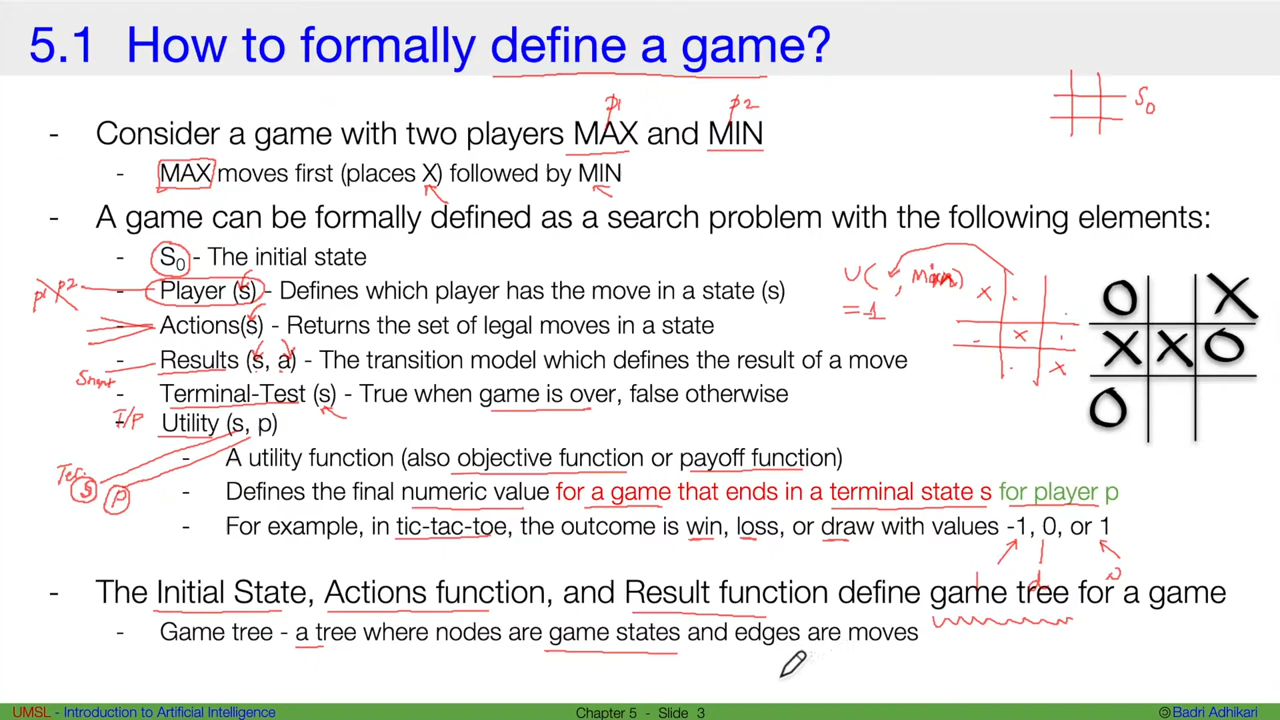 5.1 How to formally define a game?
S0
p1 p2
- Consider a game with two players MAX and MIN
- MAX moves first (places X) followed by MIN
- A game can be formally defined as a search problem with the following elements:
- S0 - The initial state
p1 p2
- Player (s) - Defines which player has the move in a state (s)
- Actions(s) - Returns the set of legal moves in a state
- Results (s, a) - The transition model which defines the result of a move
- Terminal-Test (s) - True when game is over, false otherwise
I/P
- Utility (s, p)
- A utility function (also objective function or payoff function)
S P
- Defines the final numeric value for a game that ends in a terminal state s for player p
- For example, in tic-tac-toe, the outcome is win, loss, or draw with values -1, 0, or 1
U( ,
= 1
X
X
X
O X
X X O
O
l d
- The Initial State, Actions function, and Result function define game tree for a game
- Game tree - a tree where nodes are game states and edges are moves
UMSL - Introduction to Artificial Intelligence
Chapter 5 - Slide 3
© Badri Adhikari